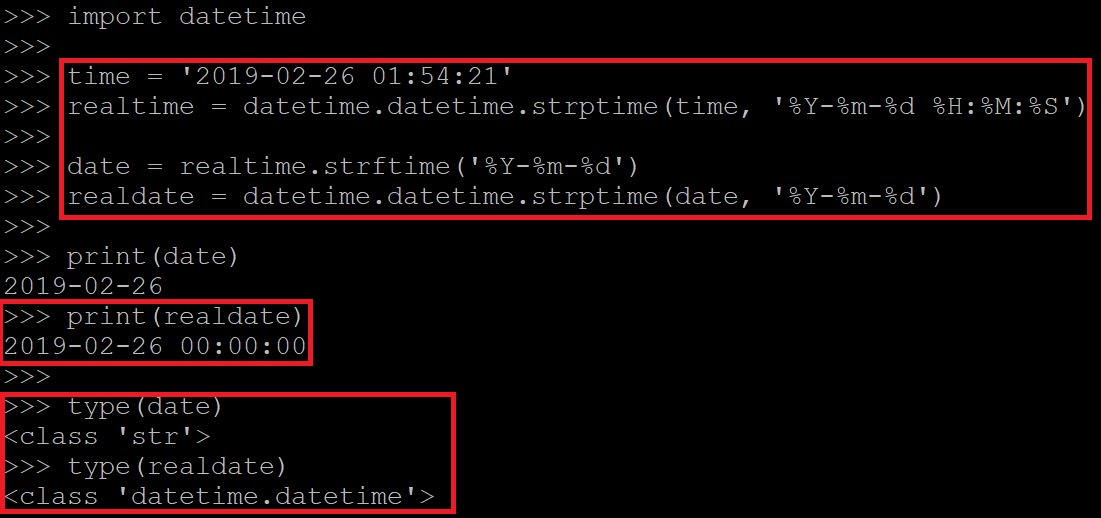 >>> import datetime
>>>
>>> time = '2019-02-26 01:54:21'
>>> realtime = datetime.datetime.strptime(time, '%Y-%m-%d %H:%M:%S')
>>>
>>> date = realtime.strftime('%Y-%m-%d')
>>> realdate = datetime.datetime.strptime(date, '%Y-%m-%d')
>>>
>>> print(date)
2019-02-26
>>> print(realdate)
2019-02-26 00:00:00
>>>
>>> type(date)
<class 'str'>
>>> type(realdate)
<class 'datetime.datetime'>